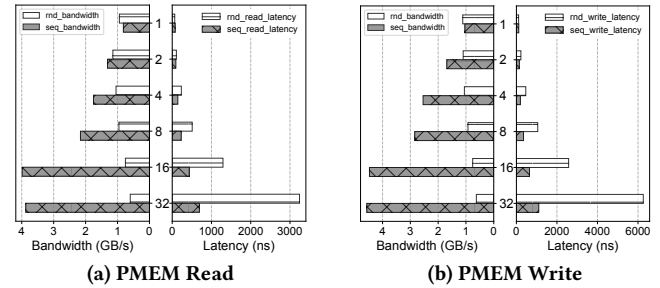 rnd_bandwidth
seq_bandwidth
rnd_read_latency
seq_read_latency
1
2
4
8
16
32
4 3 2 1 0
0 1000 2000 3000
Bandwidth (GB/s)
Latency (ns)
(a) PMEM Read
rnd_bandwidth
seq_bandwidth
rnd_write_latency
seq_write_latency
1
2
4
8
16
32
4 3 2 1 0
0 2000 4000 6000
Bandwidth (GB/s)
Latency (ns)
(b) PMEM Write